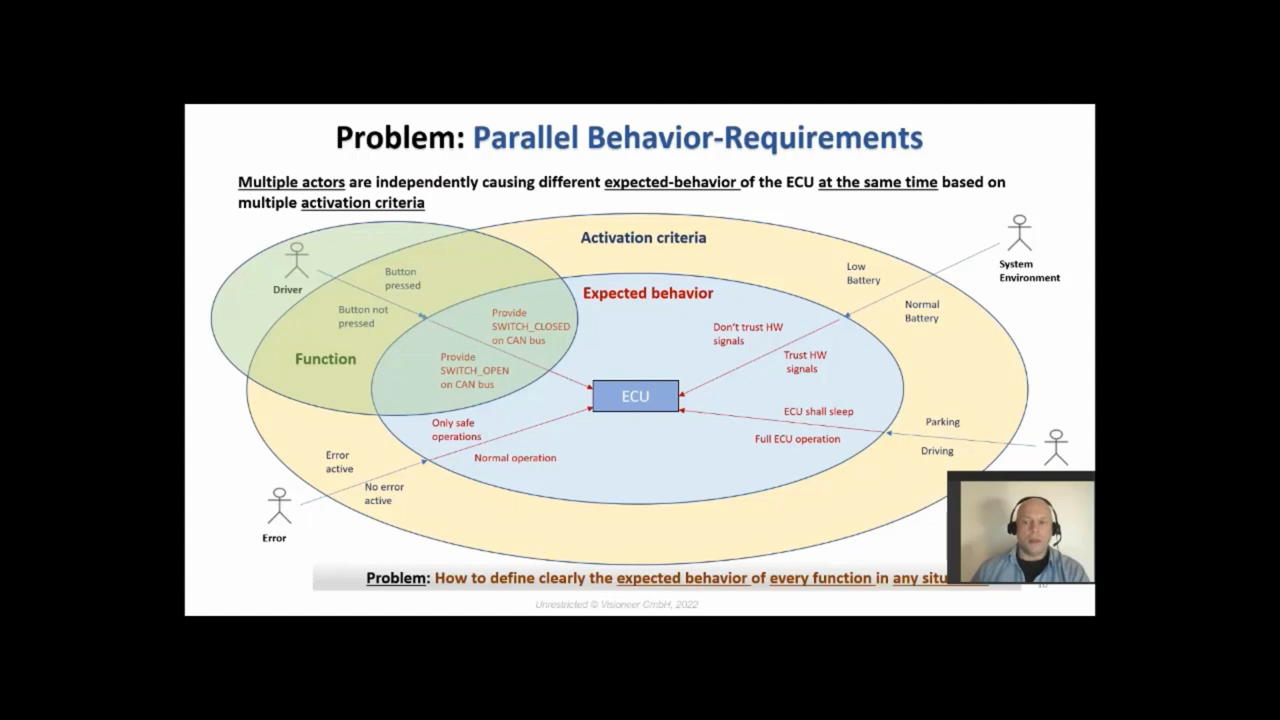 Problem: Parallel Behavior-Requirements
Multiple actors are independently causing different expected-behavior of the ECU at the same time based on
multiple activation criteria
Activation criteria
System
Environment
Driver
Button
pressed
Low
Battery
Normal
Battery
Expected behavior
Button not
pressed
Provide
SWITCH_CLOSED
on CAN bus
Don't trust HW
signals
Function
Provide
SWITCH_OPEN
on CAN bus
Trust HW
signals
ECU
ECU shall sleep
Full ECU operation
Parking
Driving
Only safe
operations
Normal operation
Error
active
No error
active
Error
Problem: How to define clearly the expected behavior of every function in any
Unrestricted © Visioneer GmbH, 2022